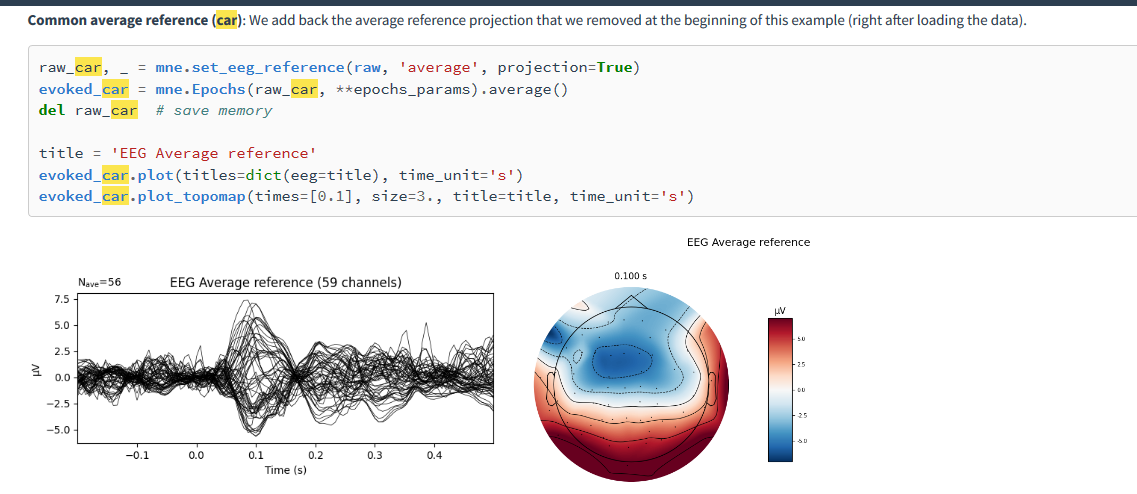 Common average reference (car): We add back the average reference projection that we removed at the beginning of this example (right after loading the data).
raw_car, _ = mne.set_eeg_reference(raw, 'average', projection=True)
evoked_car = mne.Epochs(raw_car, **epochs_params).average()
del raw_car  # save memory
title = 'EEG Average reference'
evoked_car.plot(titles=dict(eeg=title), time_unit='s')
evoked_car.plot_topomap(times=[0.1], size=3., title=title, time_unit='s')
EEG Average reference
Nave=56
EEG Average reference (59 channels)
7.5
5.0
2.5
0.0
−2.5
−5.0
µV
−0.1
0.0
0.1
0.2
0.3
0.4
Time (s)
0.100 s
µV
5.0
2.5
0.0
-2.5
-5.0